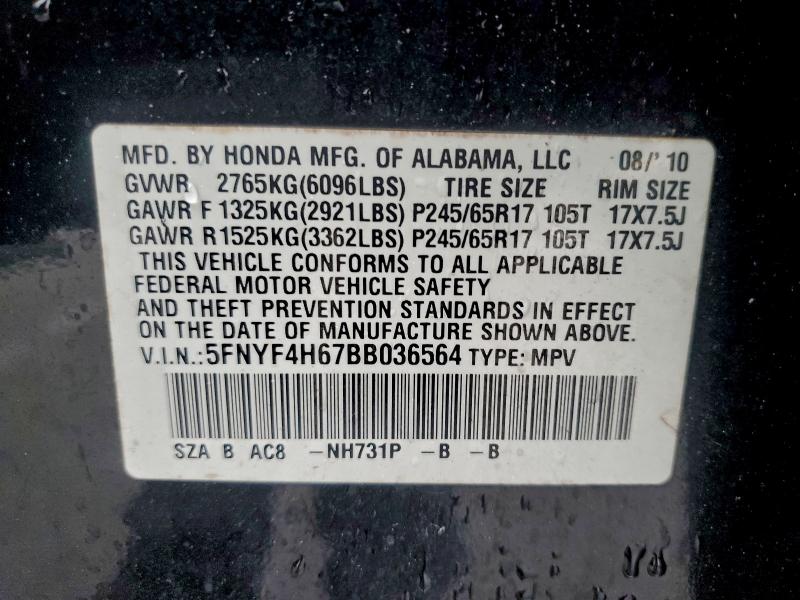 MFD. BY HONDA MFG. OF ALABAMA, LLC 08/'10
GVWR 2765KG(6096LBS) TIRE SIZE RIM SIZE
GAWR F 1325KG(2921LBS) P245/65R17 105T 17X7.5J
GAWR R 1525KG(3362LBS) P245/65R17 105T 17X7.5J
THIS VEHICLE CONFORMS TO ALL APPLICABLE
FEDERAL MOTOR VEHICLE SAFETY
AND THEFT PREVENTION STANDARDS IN EFFECT
ON THE DATE OF MANUFACTURE SHOWN ABOVE.
V.I.N.: 5FNYF4H67BB036564 TYPE: MPV
SZA B AC8 -NH731P -B -B